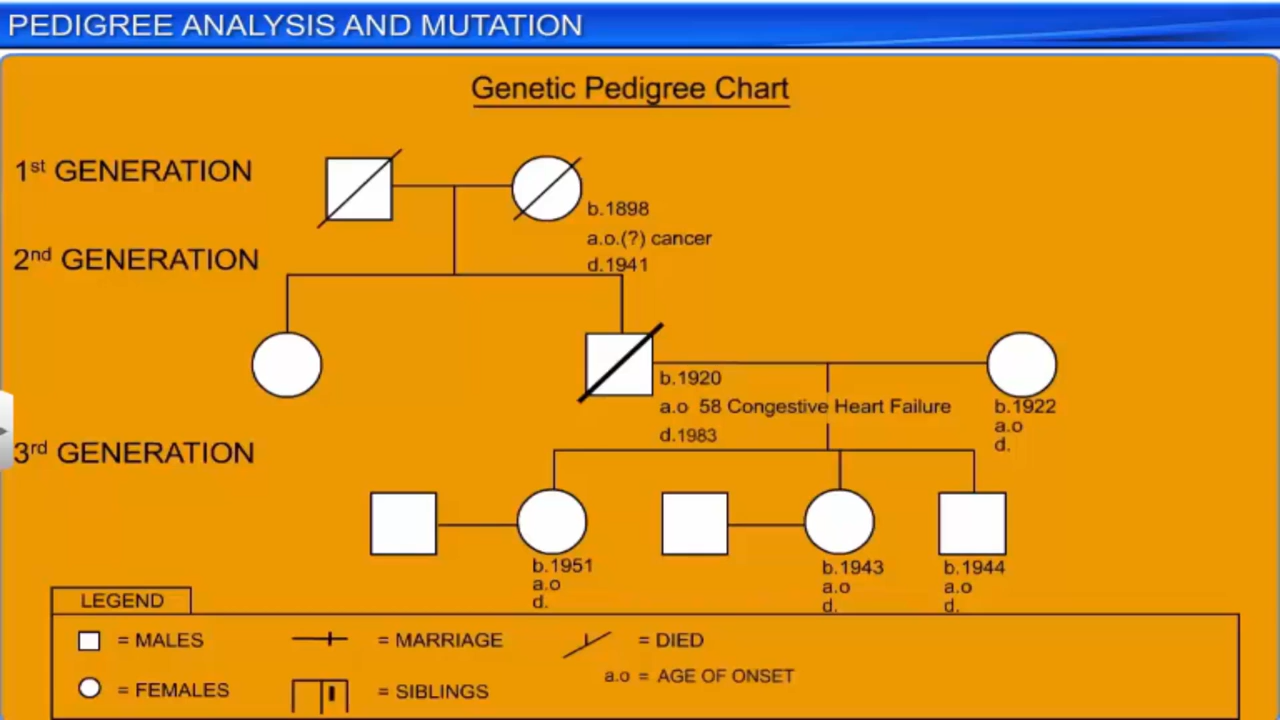 PEDIGREE ANALYSIS AND MUTATION
Genetic Pedigree Chart
1st GENERATION
b.1898
a.o.(?) cancer
d.1941
2nd GENERATION
b.1920
a.o 58 Congestive Heart Failure
d.1983
b.1922
a.o
d.
3rd GENERATION
b.1951
a.o
d.
b.1943
a.o
d.
b.1944
a.o
d.
LEGEND
= MALES
= MARRIAGE
= DIED
a.o = AGE OF ONSET
= FEMALES
= SIBLINGS